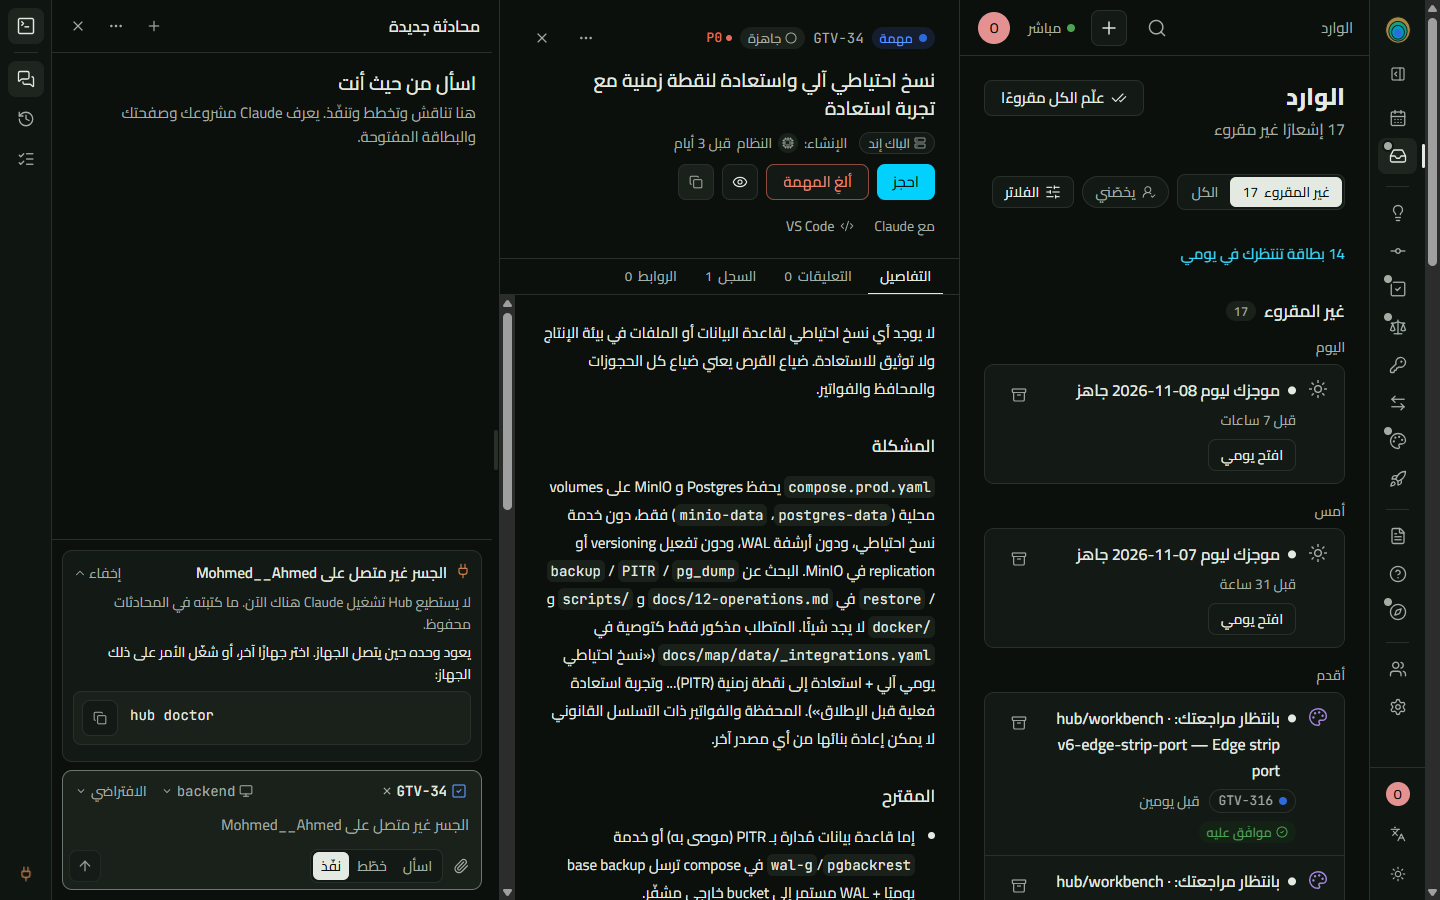 الوارد
مباشر
O
الوارد
17 إشعارًا غير مقروء
علّم الكل مقروءًا
غير المقروء 17
الكل
يخصّني
الفلاتر
14 بطاقة تنتظرك في يومي
غير المقروء 17
اليوم
موجزك ليوم 08-11-2026 جاهز
قبل 7 ساعات
افتح يومي
أمس
موجزك ليوم 07-11-2026 جاهز
قبل 31 ساعة
افتح يومي
أقدم
بانتظار مراجعتك: · hub/workbench
v6-edge-strip-port — Edge strip
port
GTV-316 قبل يومين
موافَق عليه
بانتظار مراجعتك: · hub/workbench
O
مهمة GTV-34 جاهزة P0
نسخ احتياطي آلي واستعادة لنقطة زمنية مع
تجربة استعادة
الباك إند الإنشاء: النظام قبل 3 أيام
احجز
ألغِ المهمة
مع Claude
VS Code
التفاصيل
التعليقات 0
السجل 1
الروابط 0
لا يوجد أي نسخ احتياطي لقاعدة البيانات أو الملفات في بيئة الإنتاج
ولا توثيق للاستعادة. ضياع القرص يعني ضياع كل الحجوزات
والمحافظ والفواتير.
المشكلة
compose.prod.yaml يحفظ Postgres و MinIO على volumes
محلية (postgres-data، minio-data) فقط، دون خدمة
نسخ احتياطي، ودون أرشفة WAL، ودون تفعيل versioning أو
replication في MinIO. البحث عن pg_dump / PITR / backup
/ restore في docs/12-operations.md و scripts/ و
docker/ لا يجد شيئًا. المتطلب مذكور فقط كتوصية في
docs/map/data/_integrations.yaml («نسخ احتياطي
يومي آلي + استعادة إلى نقطة زمنية (PITR)... وتجربة استعادة
فعلية قبل الإطلاق»). المحفظة والفواتير ذات التسلسل القانوني
لا يمكن إعادة بنائها من أي مصدر آخر.
المقترح
إما قاعدة بيانات مُدارة بـ PITR (موصى به) أو خدمة
wal-g/pgbackrest في compose ترسل base backup
يوميًا + WAL مستمر إلى bucket خارجي مشفّر.
محادثة جديدة
اسأل من حيث أنت
هنا تناقش وتخطط وتنفّذ. يعرف Claude مشروعك وصفحتك
والبطاقة المفتوحة.
الجسر غير متصل على Mohmed__Ahmed
إخفاء
لا يستطيع Hub تشغيل Claude هناك الآن. ما كتبته في المحادثات
محفوظ.
يعود وحده حين يتصل الجهاز. اختر جهازًا آخر، أو شغّل الأمر على ذلك
الجهاز:
hub doctor
GTV-34 ×
backend
الافتراضي
الجسر غير متصل على Mohmed__Ahmed
اسأل
خطّط
نفّذ